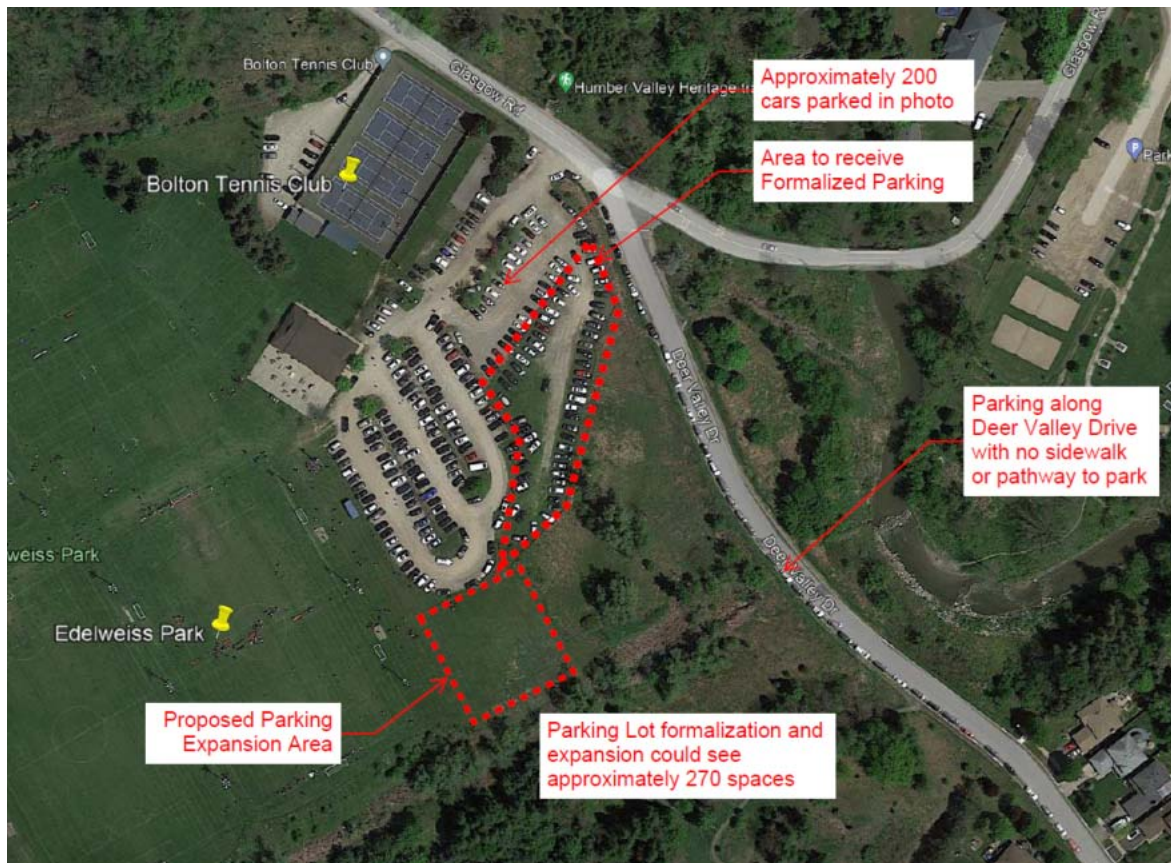 Bolton Tennis Club
Glasgow Rd
Humber Valley Heritage tra
Glasgow R
Approximately 200
cars parked in photo
Area to receive
Formalized Parking
Park
Bolton Tennis Club
Deer Valley Dr
Parking along
Deer Valley Drive
with no sidewalk
or pathway to park
Deer Valley Dr
weiss Park
Edelweiss Park
Proposed Parking
Expansion Area
Parking Lot formalization and
expansion could see
approximately 270 spaces